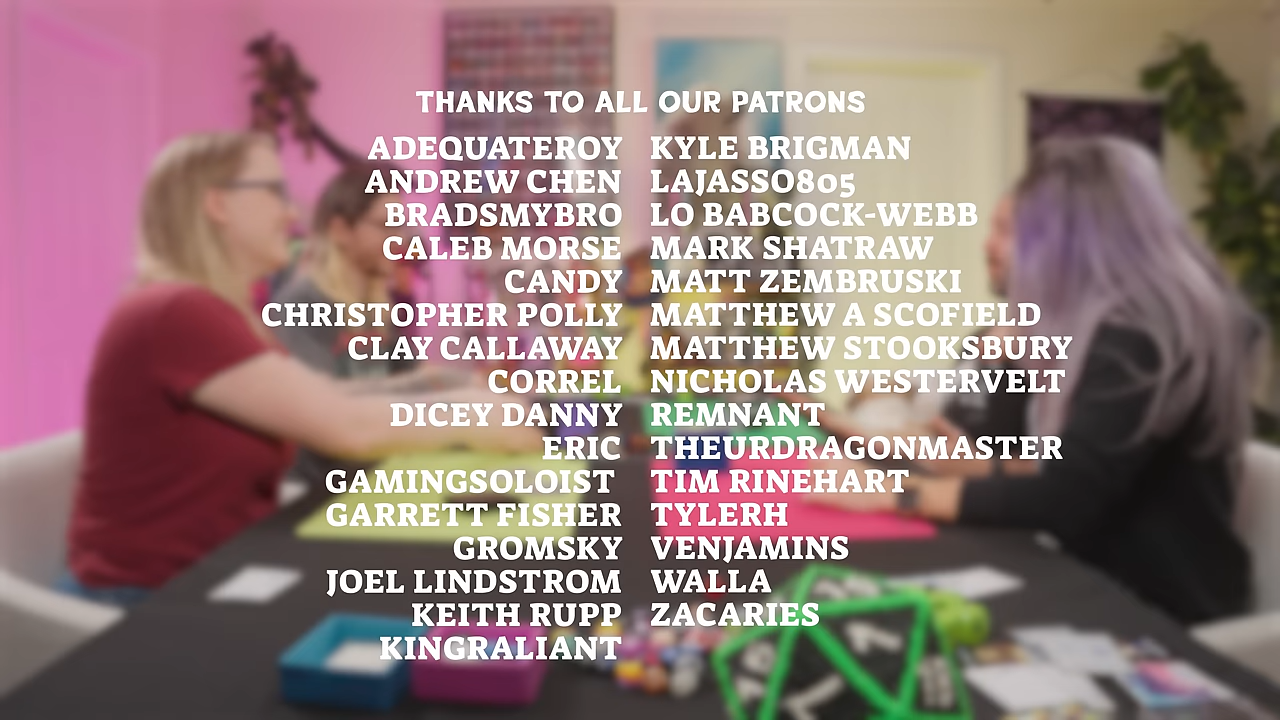 THANKS TO ALL OUR PATRONS
ADEQUATEROY
ANDREW CHEN
BRADSMYBRO
CALEB MORSE
CANDY
CHRISTOPHER POLLY
CLAY CALLAWAY
CORREL
DICEY DANNY
ERIC
GAMINGSOLOIST
GARRETT FISHER
GROMSKY
JOEL LINDSTROM
KEITH RUPP
KINGRALIANT
KYLE BRIGMAN
LAJASSO805
LO BABCOCK-WEBB
MARK SHATRAW
MATT ZEMBRUSKI
MATTHEW A SCOFIELD
MATTHEW STOOKSBURY
NICHOLAS WESTERVELT
REMNANT
THEURDRAGONMASTER
TIM RINEHART
TYLERH
VENJAMINS
WALLA
ZACARIES